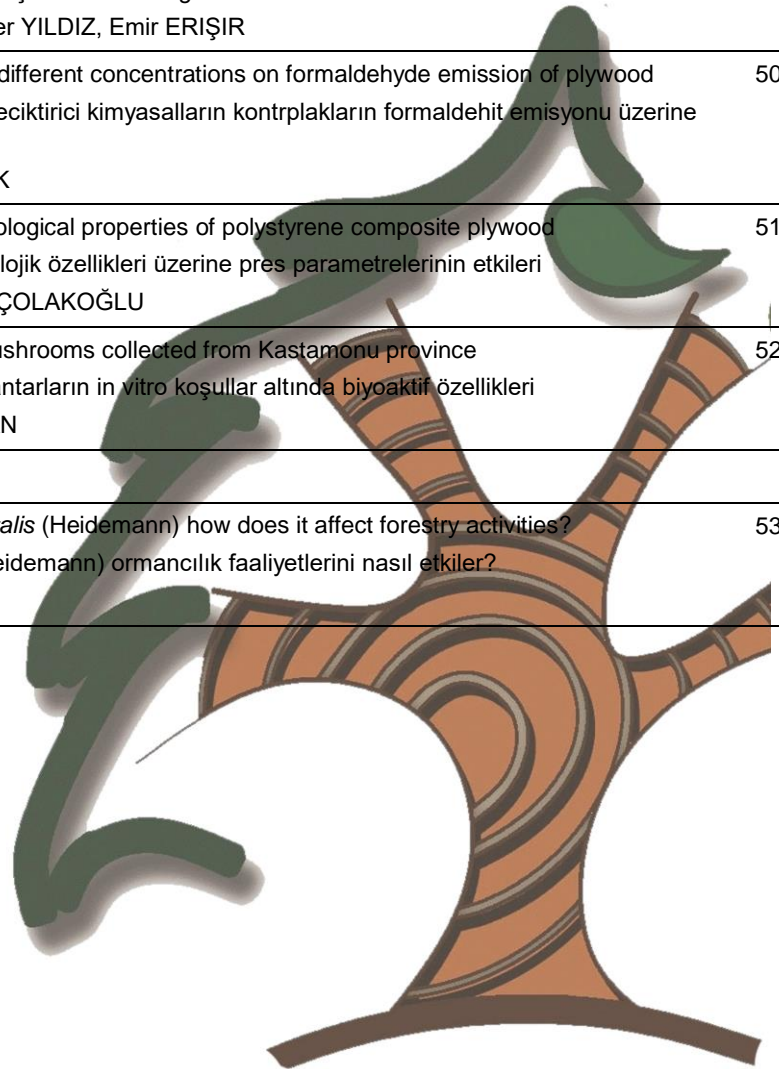 er YILDIZ, Emir ERIŞIR
different concentrations on formaldehyde emission of plywood 50
eciktirici kimyasalların kontrplakların formaldehit emisyonu üzerine
K
ological properties of polystyrene composite plywood 51
lojik özellikleri üzerine pres parametrelerinin etkileri
ÇOLAKOĞLU
ushrooms collected from Kastamonu province 52
antarların in vitro koşullar altında biyoaktif özellikleri
N
alis (Heidemann) how does it affect forestry activities? 53
eidemann) ormancılık faaliyetlerini nasıl etkiler?